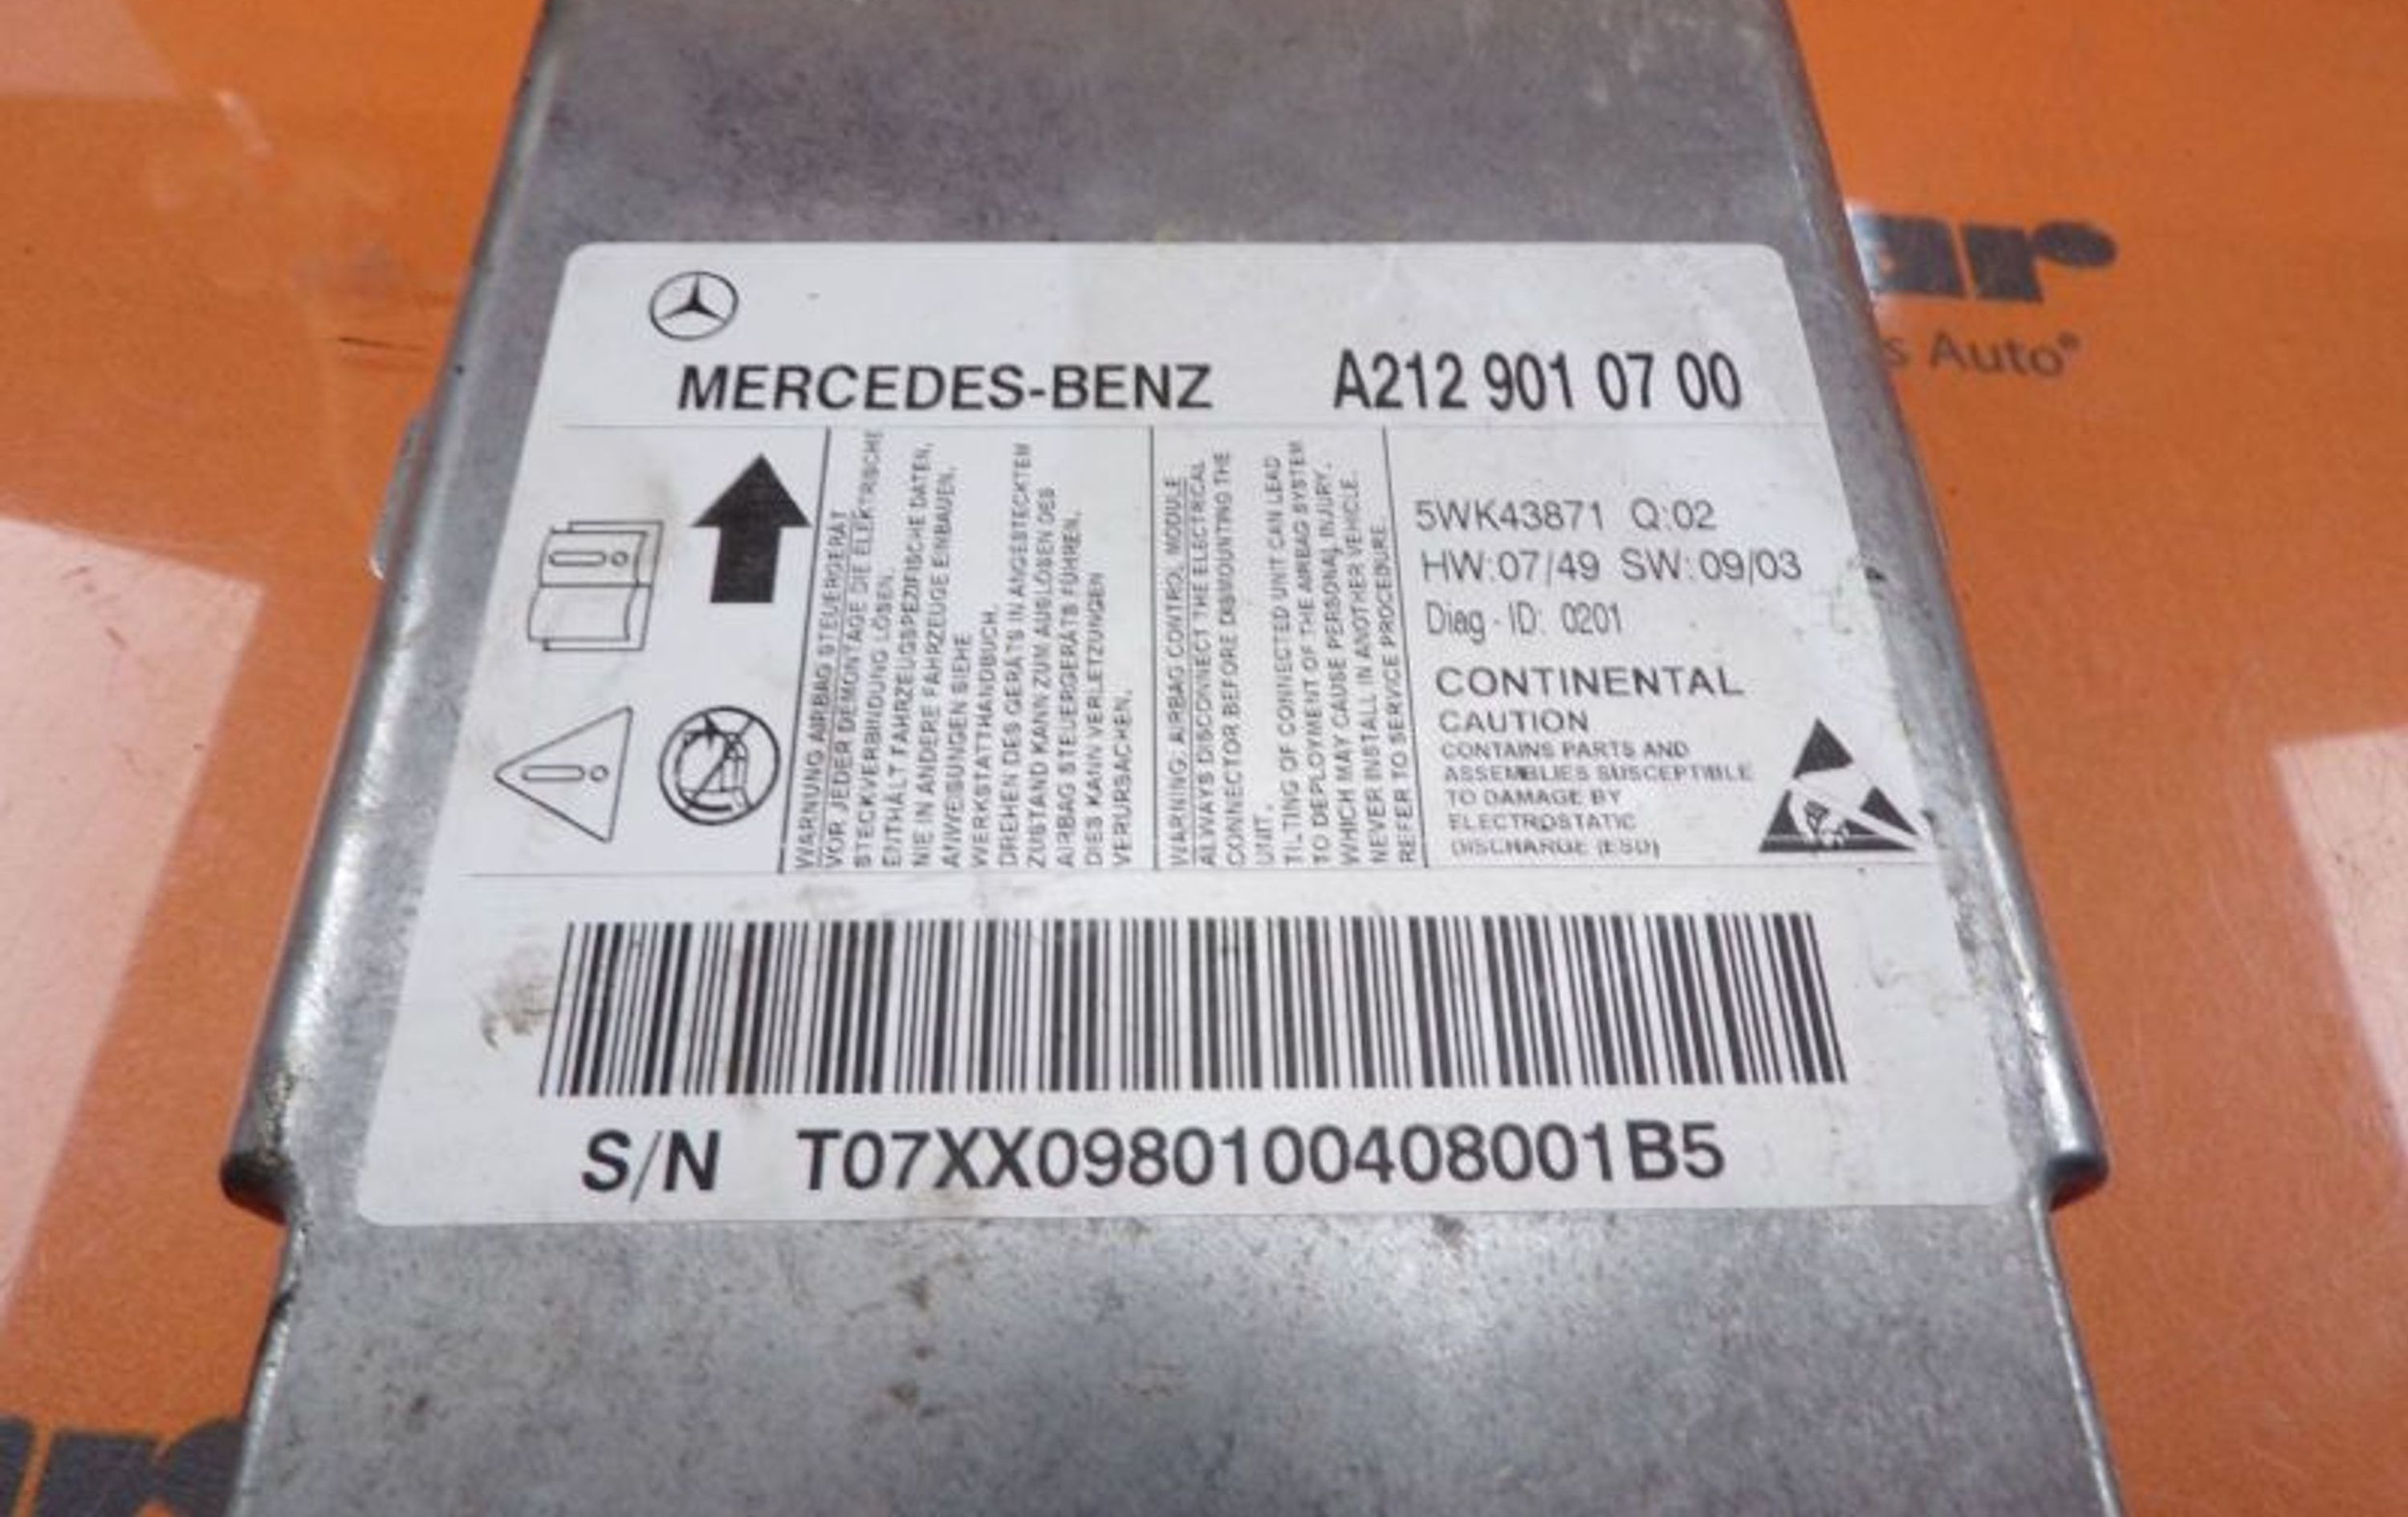 ar
s Auto®
MERCEDES-BENZ A212 901 07 00
WARNUNG AIRBAG STEUERGERÄT
VOR JEDER DEMONTAGE DIE ELEKTRISCHE
STECKVERBINDUNG LÖSEN.
ENTHÄLT FAHRZEUGSPEZIFISCHE DATEN,
NIE IN ANDERE FAHRZEUGE EINBAUEN.
ANWEISUNGEN SIEHE
WERKSTATTHANDBUCH.
DREHEN DES GERÄTS IN ANGESTECKTEM
ZUSTAND KANN ZUM AUSLÖSEN DES
AIRBAG STEUERGERÄTS FÜHREN.
DIES KANN VERLETZUNGEN
VERURSACHEN.
WARNING, AIRBAG CONTROL MODULE
ALWAYS DISCONNECT THE ELECTRICAL
CONNECTOR BEFORE DISMOUNTING THE
UNIT.
TILTING OF CONNECTED UNIT CAN LEAD
TO DEPLOYMENT OF THE AIRBAG SYSTEM
WHICH MAY CAUSE PERSONAL INJURY.
NEVER INSTALL IN ANOTHER VEHICLE.
REFER TO SERVICE PROCEDURE.
5WK43871 Q:02
HW:07/49 SW:09/03
Diag-ID: 0201
CONTINENTAL
CAUTION
CONTAINS PARTS AND
ASSEMBLIES SUSCEPTIBLE
TO DAMAGE BY
ELECTROSTATIC
DISCHARGE (ESD)
S/N T07XX0980100408001B5